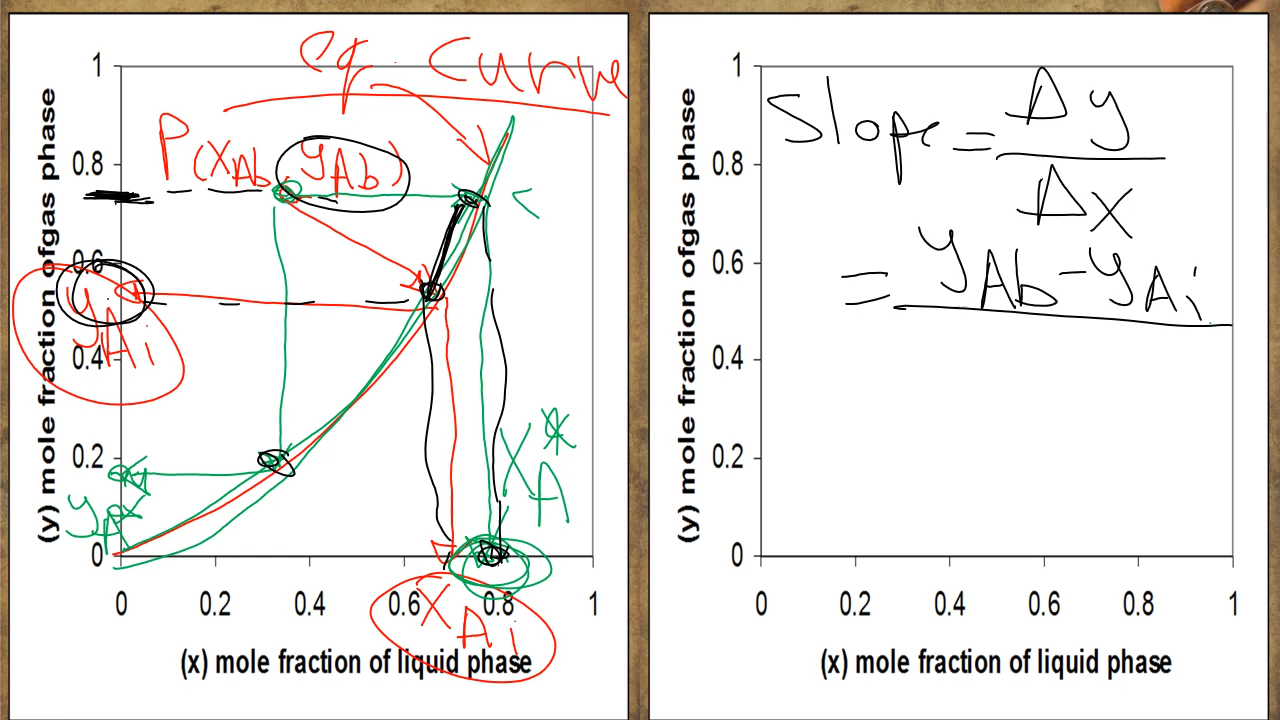 eq. Curve
P(XAb, YAb)
(y) mole fraction ofgas phase
1
0.8
0.6
0.4
0.2
0
YAi
YA*
X*A
0 0.2 0.4 0.6 0.8 1
XAi
(x) mole fraction of liquid phase
Slope = Δy
ΔX
= YAb - YAi
(y) mole fraction ofgas phase
1
0.8
0.6
0.4
0.2
0
0 0.2 0.4 0.6 0.8 1
(x) mole fraction of liquid phase